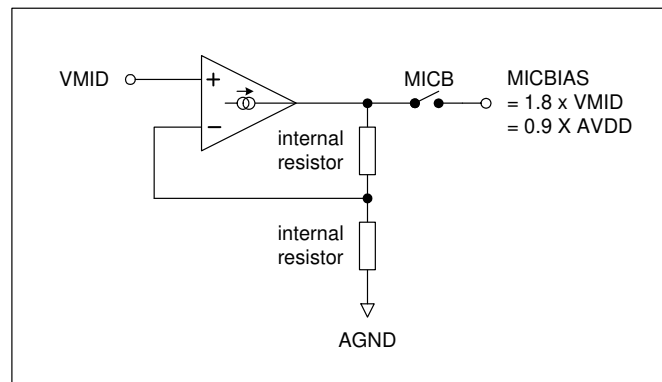 VMID
+
−
MICB
MICBIAS
= 1.8 x VMID
= 0.9 X AVDD
internal
resistor
internal
resistor
AGND